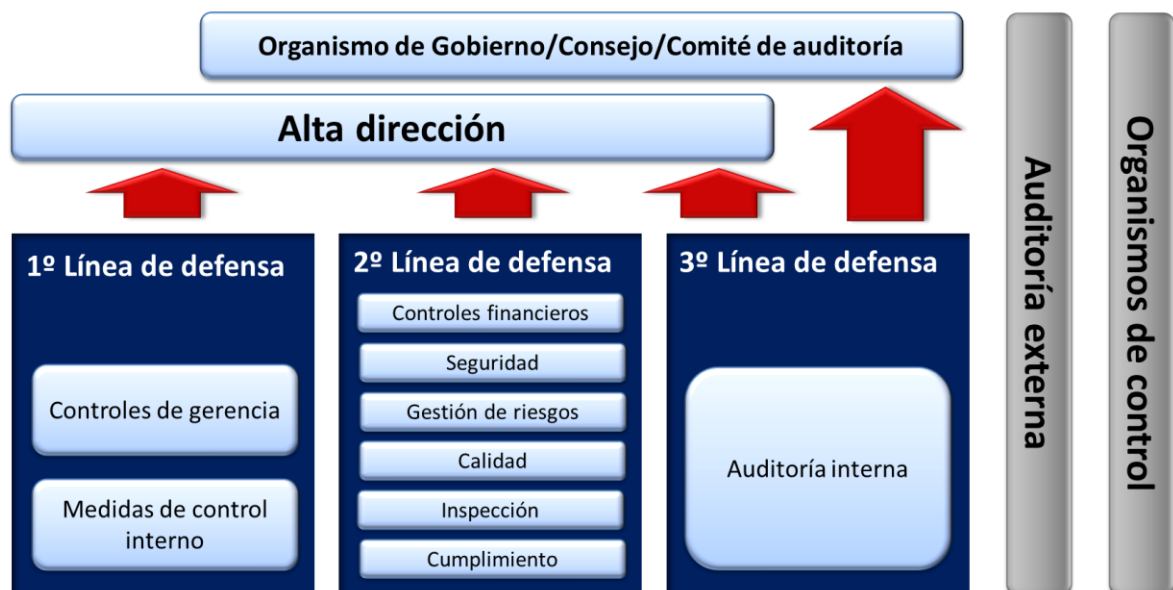 Organismo de Gobierno/Consejo/Comité de auditoría
Alta dirección
1º Línea de defensa
Controles de gerencia
Medidas de control
interno
2º Línea de defensa
Controles financieros
Seguridad
Gestión de riesgos
Calidad
Inspección
Cumplimiento
3º Línea de defensa
Auditoría interna
Auditoría externa
Organismos de control